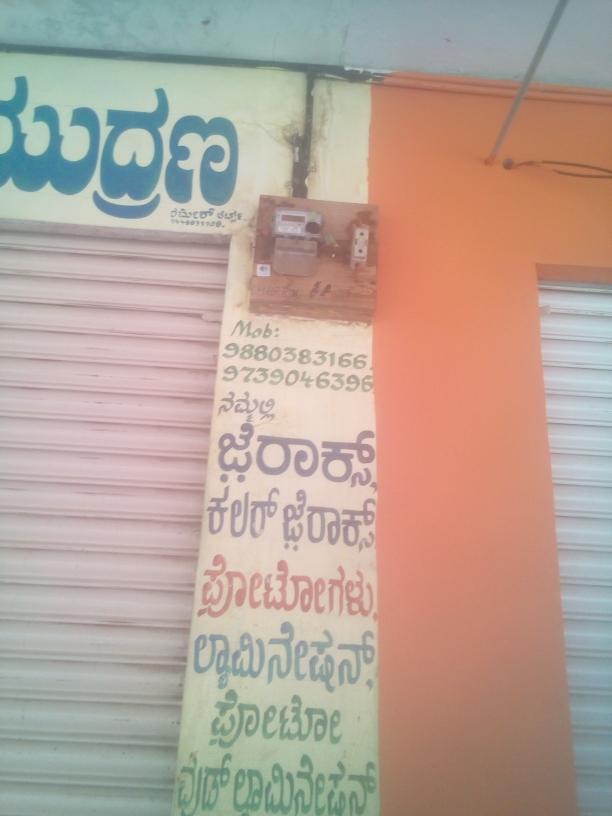 ಮುದ್ರಣ
Mob:
9880383166.
9739046396.
ನಮ್ಮಲ್ಲಿ
ಜ಼ೆರಾಕ್ಸ್,
ಕಲರ್ ಜ಼ೆರಾಕ್ಸ್,
ಫೋಟೋಗಳು,
ಲ್ಯಾಮಿನೇಷನ್,
ಫೋಟೋ
ವುಡ್ ಲ್ಯಾಮಿನೇಷನ್